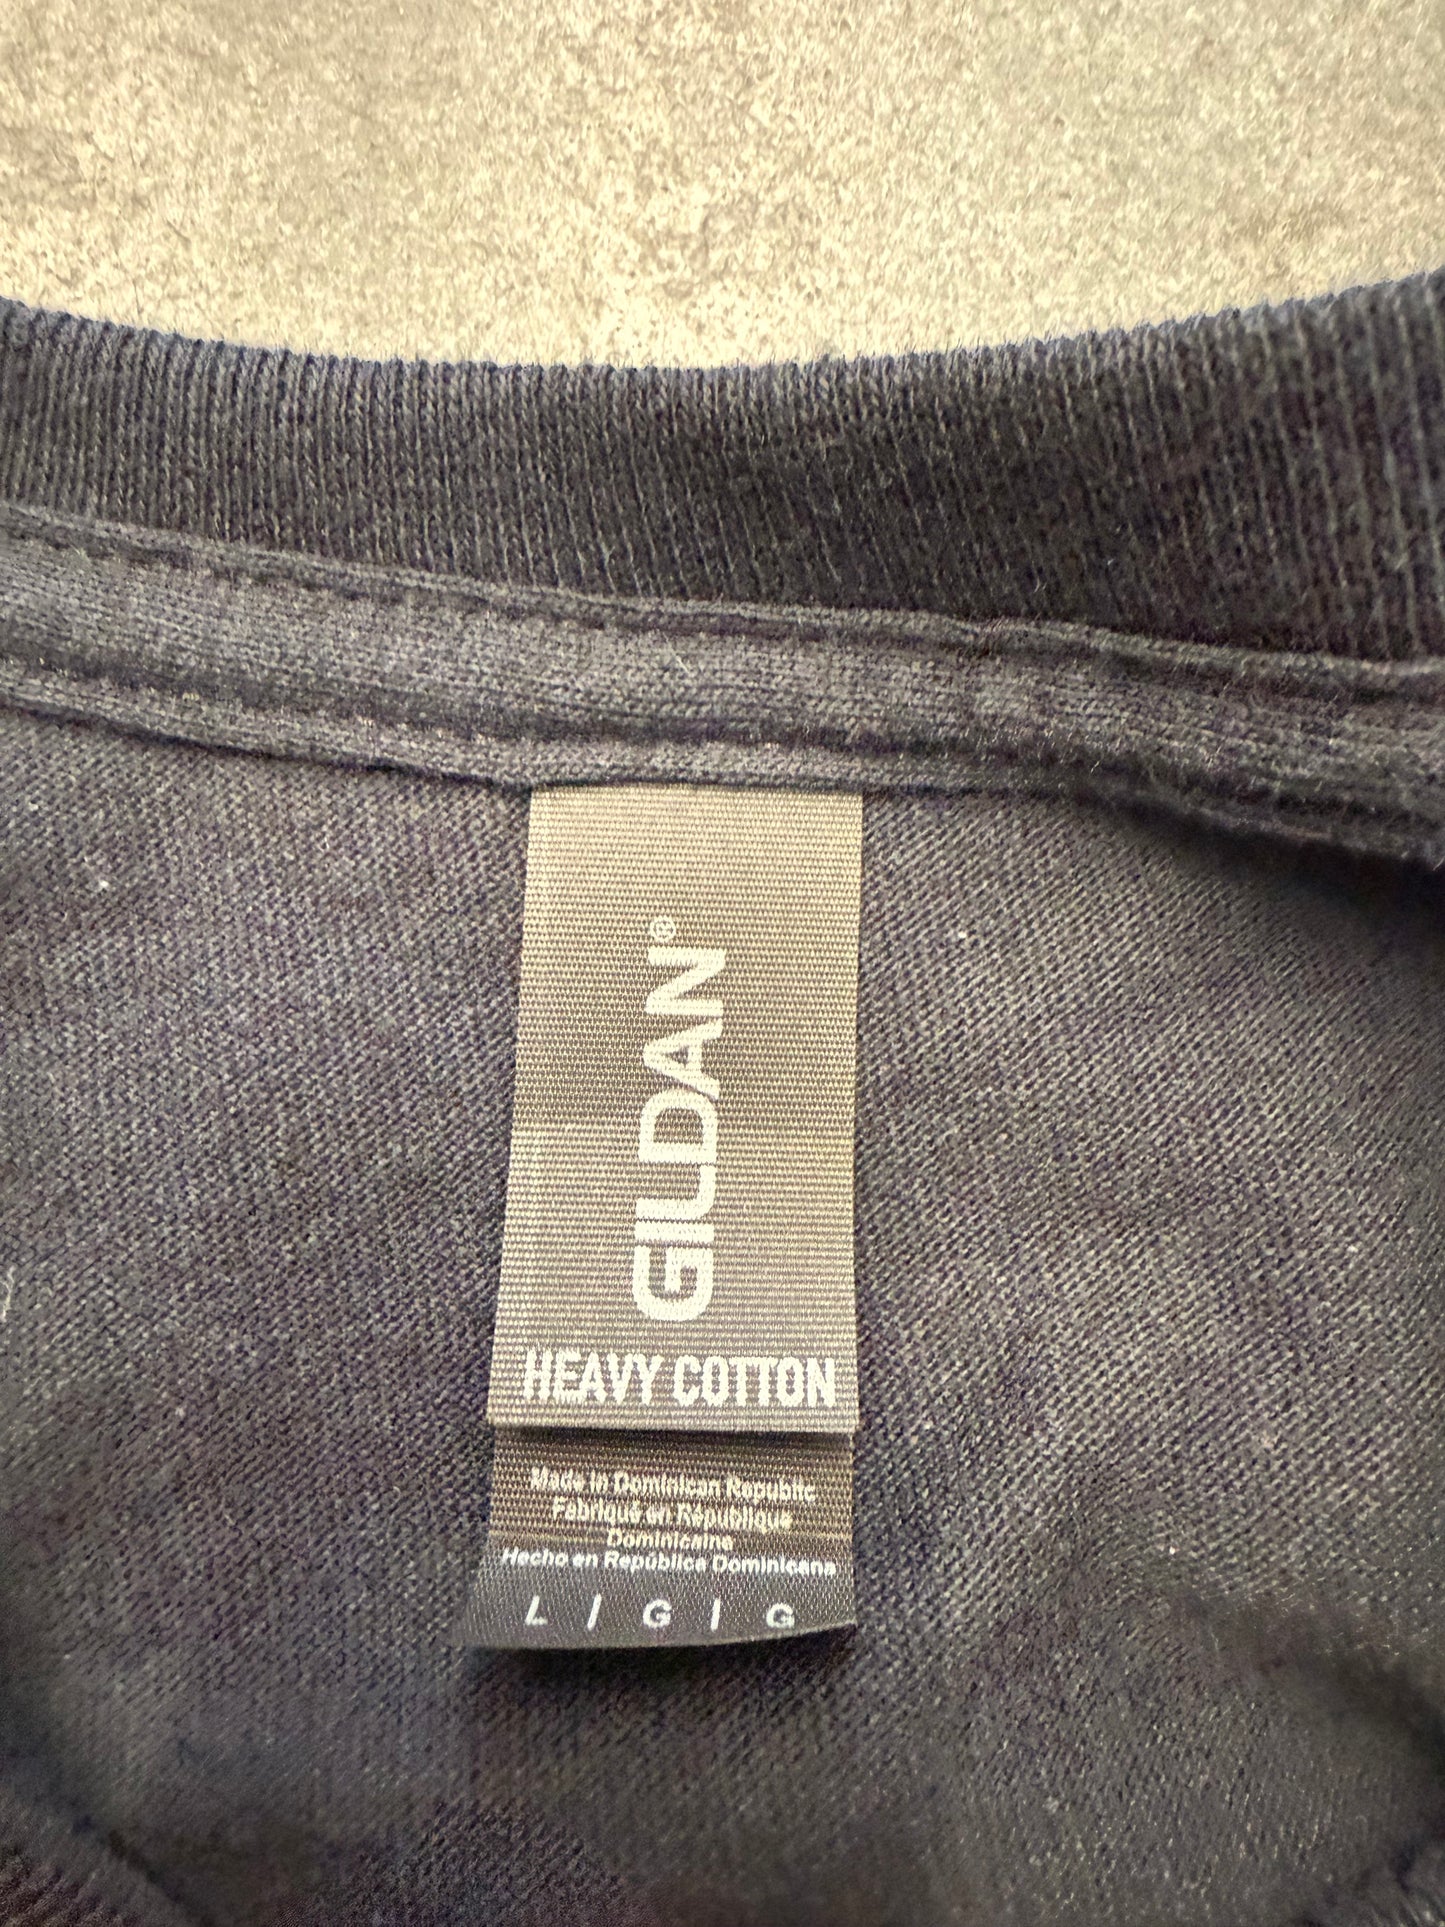 GILDAN®
HEAVY COTTON
Made in Dominican Republic
Fabriqué en République
Dominicaine
Hecho en República Dominicana
L / G / G